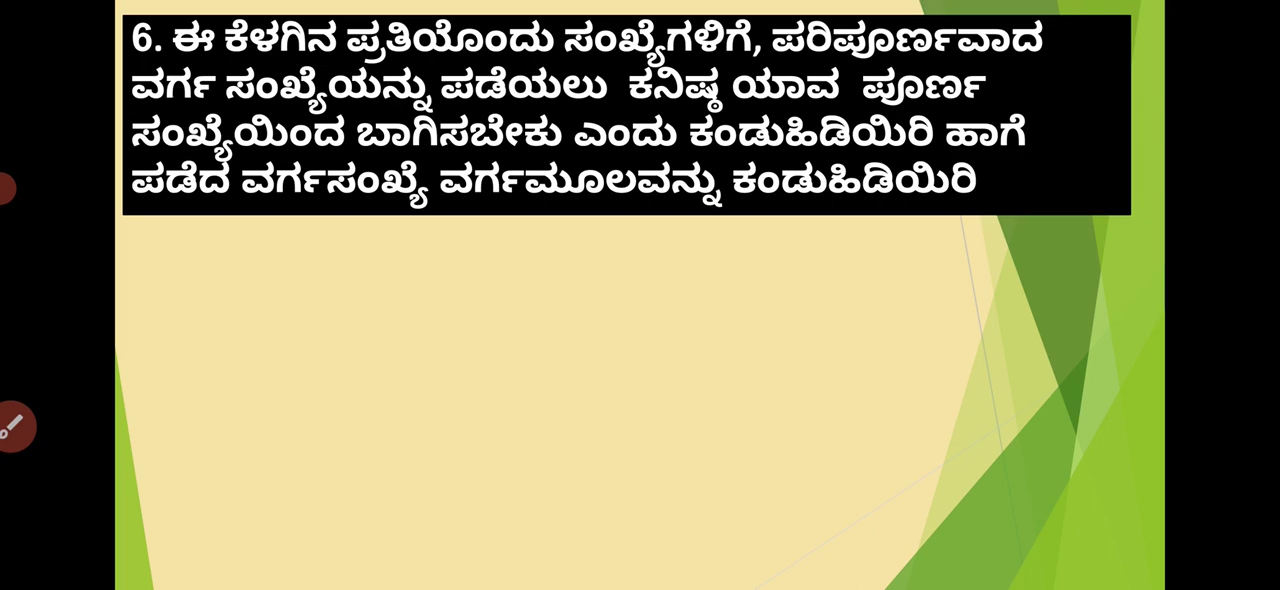 6. ಈ ಕೆಳಗಿನ ಪ್ರತಿಯೊಂದು ಸಂಖ್ಯೆಗಳಿಗೆ, ಪರಿಪೂರ್ಣವಾದ
ವರ್ಗ ಸಂಖ್ಯೆಯನ್ನು ಪಡೆಯಲು ಕನಿಷ್ಠ ಯಾವ ಪೂರ್ಣ
ಸಂಖ್ಯೆಯಿಂದ ಬಾಗಿಸಬೇಕು ಎಂದು ಕಂಡುಹಿಡಿಯಿರಿ ಹಾಗೆ
ಪಡೆದ ವರ್ಗಸಂಖ್ಯೆ ವರ್ಗಮೂಲವನ್ನು ಕಂಡುಹಿಡಿಯಿರಿ